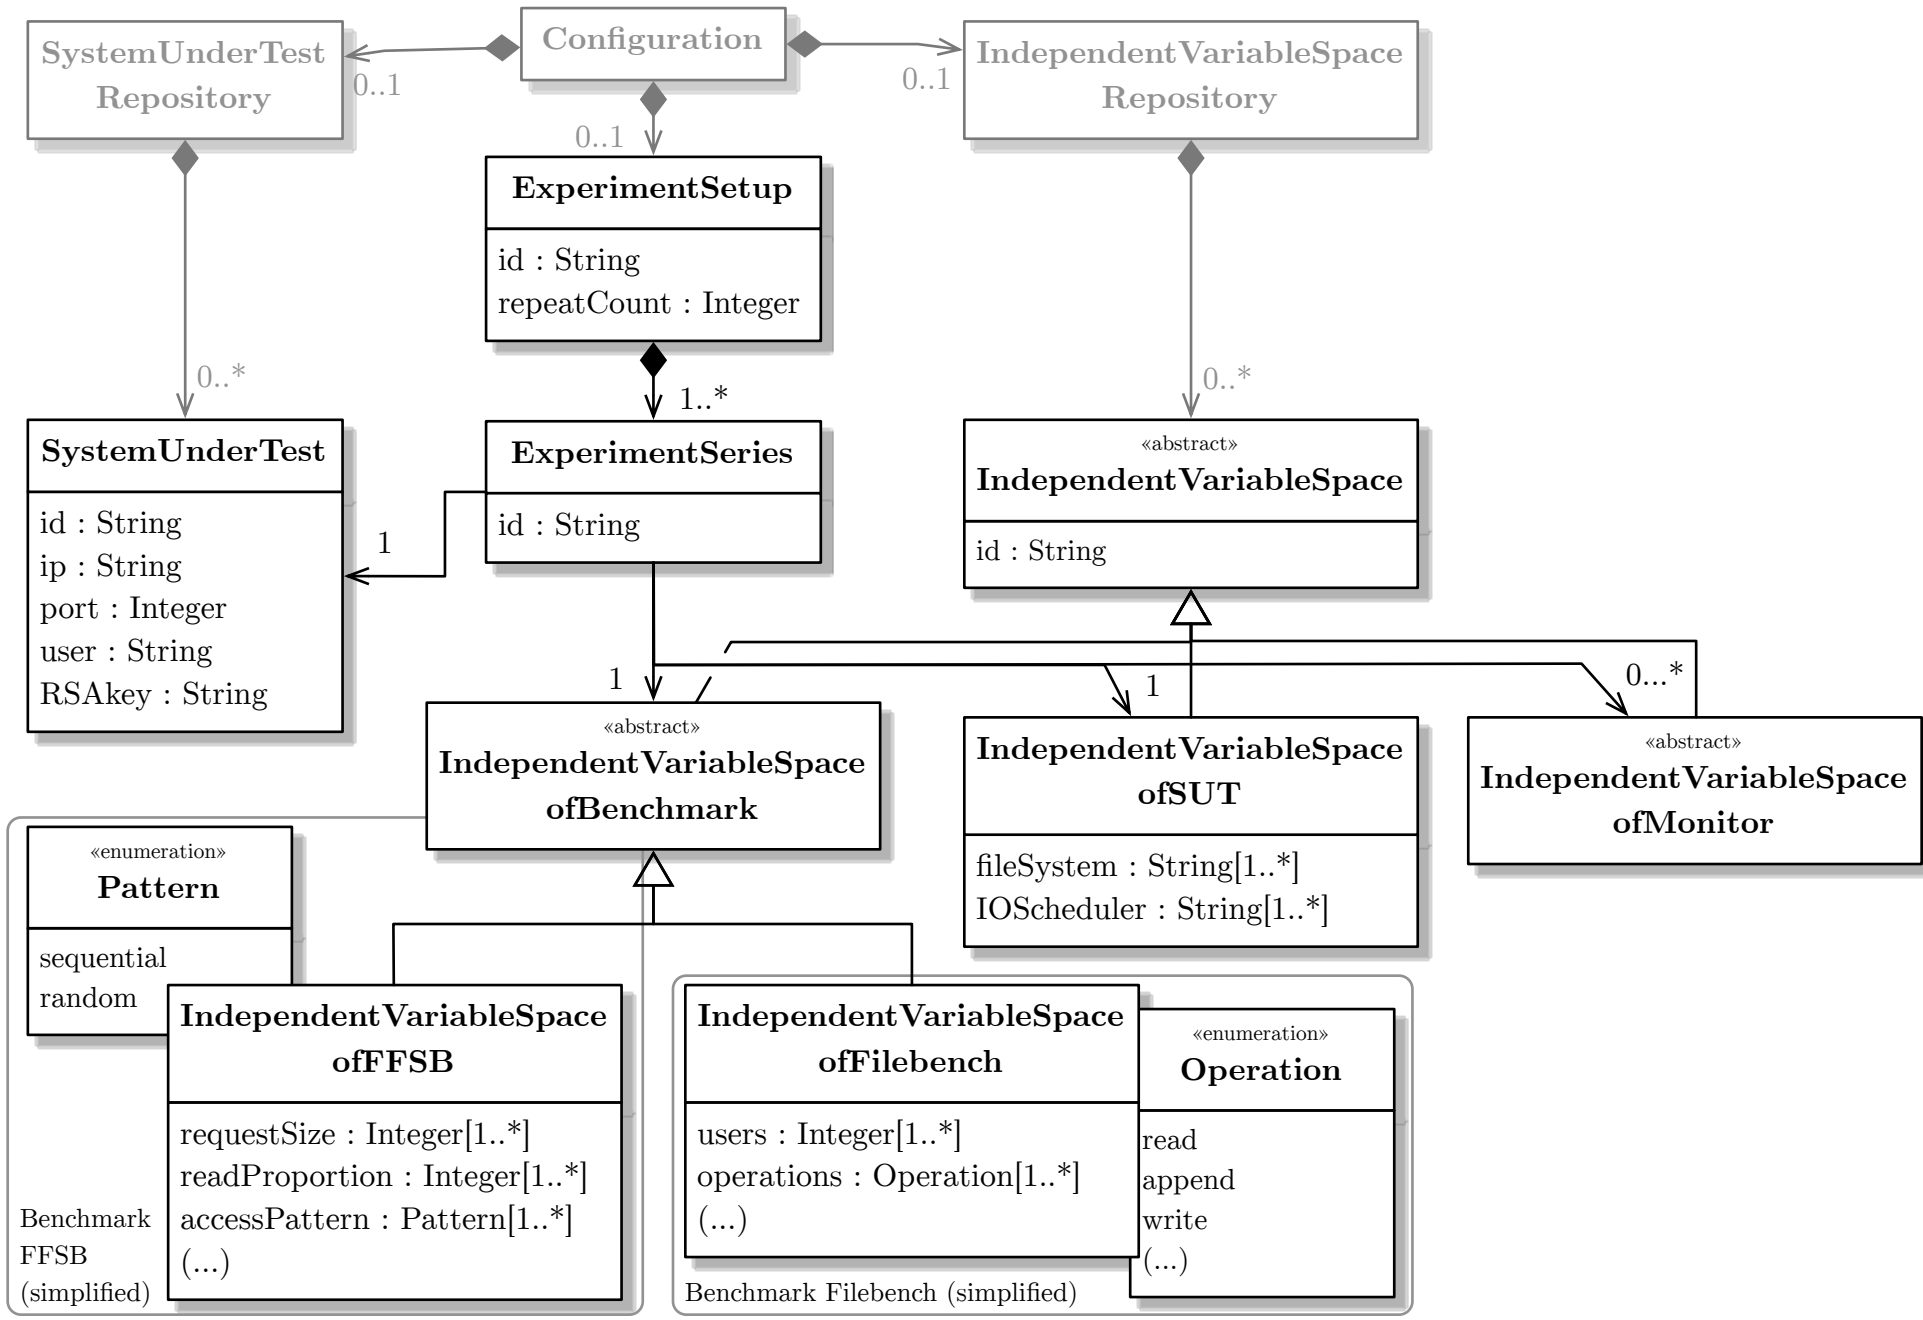 SystemUnderTest
Repository
Configuration
IndependentVariableSpace
Repository
0..1
0..1
0..1
ExperimentSetup
id : String
repeatCount : Integer
0..*
1..*
0..*
SystemUnderTest
id : String
ip : String
port : Integer
user : String
RSAkey : String
1
ExperimentSeries
id : String
«abstract»
IndependentVariableSpace
id : String
1
1
0...*
«abstract»
IndependentVariableSpace
ofBenchmark
IndependentVariableSpace
ofSUT
fileSystem : String[1..*]
IOScheduler : String[1..*]
«abstract»
IndependentVariableSpace
ofMonitor
«enumeration»
Pattern
sequential
random
IndependentVariableSpace
ofFFSB
requestSize : Integer[1..*]
readProportion : Integer[1..*]
accessPattern : Pattern[1..*]
(...)
Benchmark
FFSB
(simplified)
IndependentVariableSpace
ofFilebench
users : Integer[1..*]
operations : Operation[1..*]
(...)
«enumeration»
Operation
read
append
write
(...)
Benchmark Filebench (simplified)